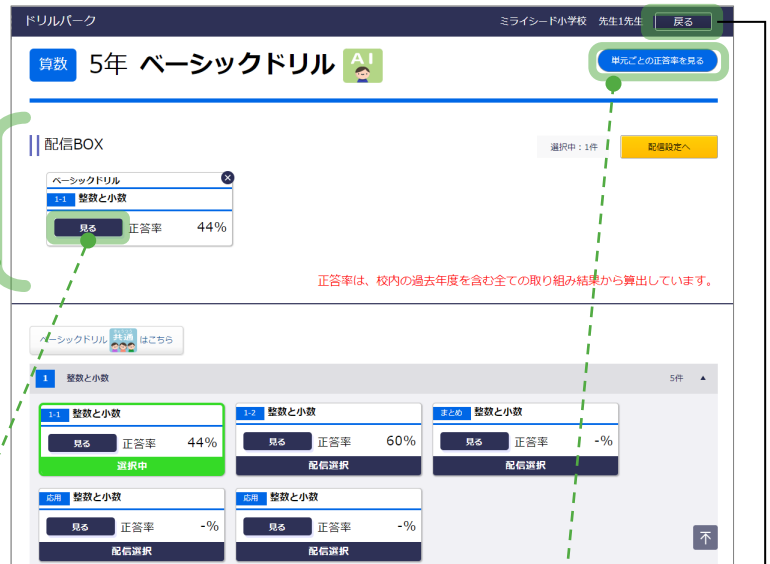 ドリルパーク ミライシード小学校 先生1先生 戻る
算数 5年 ベーシックドリル AI 単元ごとの正答率を見る
配信BOX 選択中：1件 配信設定へ
ベーシックドリル
1-1 整数と小数
見る 正答率 44%
正答率は、校内の過去年度を含む全ての取り組み結果から算出しています。
ベーシックドリル 共通 はこちら
1 整数と小数 5件
1-1 整数と小数 1-2 整数と小数 まとめ 整数と小数
見る 正答率 44% 見る 正答率 60% 見る 正答率 -%
選択中 配信選択 配信選択
応用 整数と小数 応用 整数と小数
見る 正答率 -% 見る 正答率 -%
配信選択 配信選択